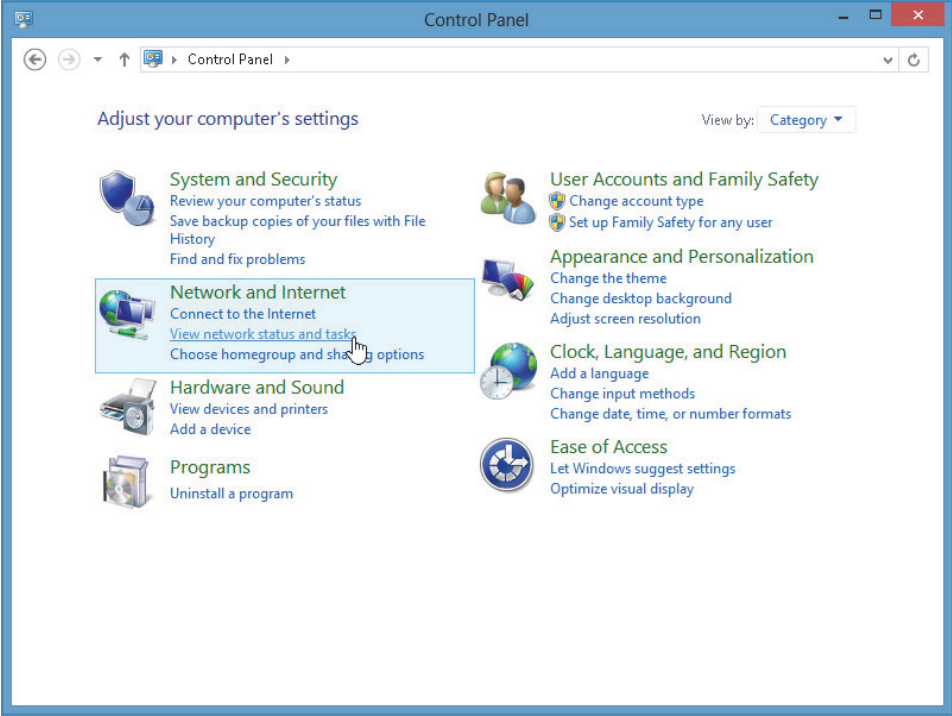 Control Panel
Control Panel
Adjust your computer's settings
View by: Category
System and Security
Review your computer's status
Save backup copies of your files with File
History
Find and fix problems
Network and Internet
Connect to the Internet
View network status and tasks
Choose homegroup and sharing options
Hardware and Sound
View devices and printers
Add a device
Programs
Uninstall a program
User Accounts and Family Safety
Change account type
Set up Family Safety for any user
Appearance and Personalization
Change the theme
Change desktop background
Adjust screen resolution
Clock, Language, and Region
Add a language
Change input methods
Change date, time, or number formats
Ease of Access
Let Windows suggest settings
Optimize visual display